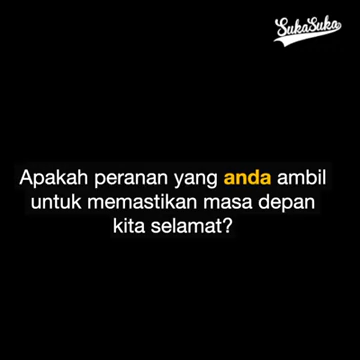 SukaSuka
Apakah peranan yang anda ambil
untuk memastikan masa depan
kita selamat?